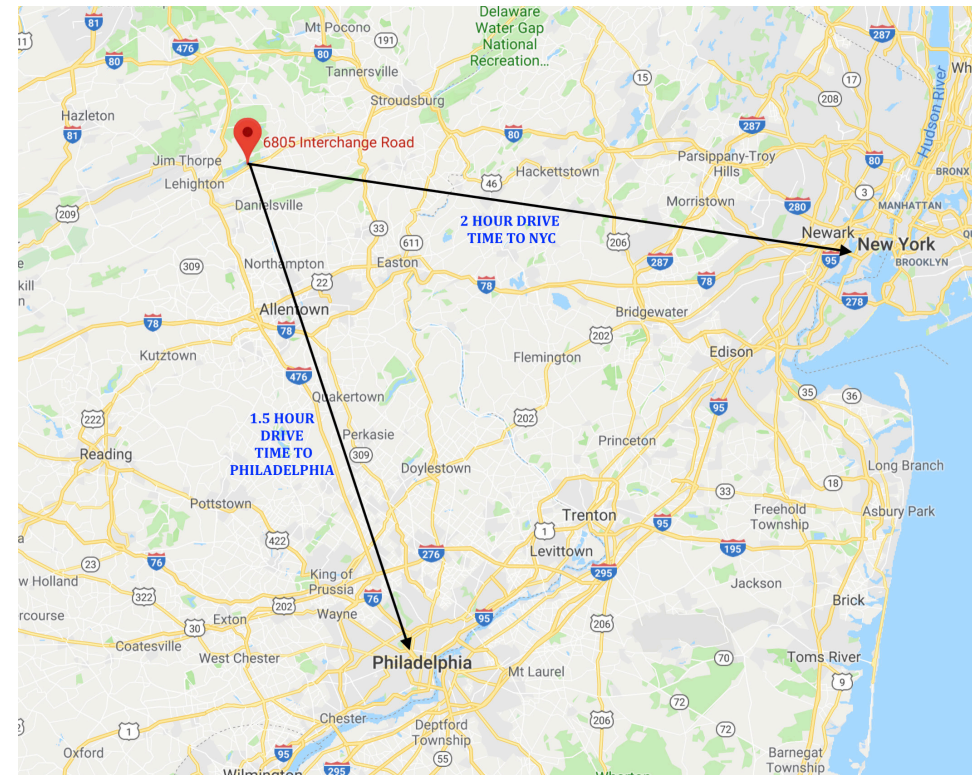 Delaware
Water Gap
National
Recreation...
81
Mt Pocono
287
11
476
191
80
80
Tannersville
15
17
Wh
Stroudsburg
208
Hudson River
Hazleton
81
80
287
6805 Interchange Road
Jim Thorpe
Parsippany-Troy
Hills
80
BRONX
Lehighton
46
Hackettstown
3
Danielsville
Morristown
280
MANHATTAN
209
2 HOUR DRIVE
TIME TO NYC
33
611
206
Newark
New York
309
Northampton
Easton
287
95
BROOKLYN
kill
n
22
78
78
278
Allentown
Bridgewater
78
78
202
Kutztown
Flemington
Edison
476
Quakertown
35
36
222
1.5 HOUR
DRIVE
TIME TO
PHILADELPHIA
95
202
Perkasie
Princeton
Reading
309
Doylestown
Long Branch
18
33
Pottstown
Freehold
Township
Asbury Park
Trenton
95
1
422
276
Levittown
195
76
23
295
w Holland
King of
Prussia
Jackson
322
202
76
Brick
rcourse
Exton
Wayne
95
206
30
Coatesville
West Chester
Philadelphia
Mt Laurel
70
Toms River
9
72
Chester
206
1
Deptford
Township
72
Oxford
95
55
Barnegat
Township
Wilmington
295
Wharton